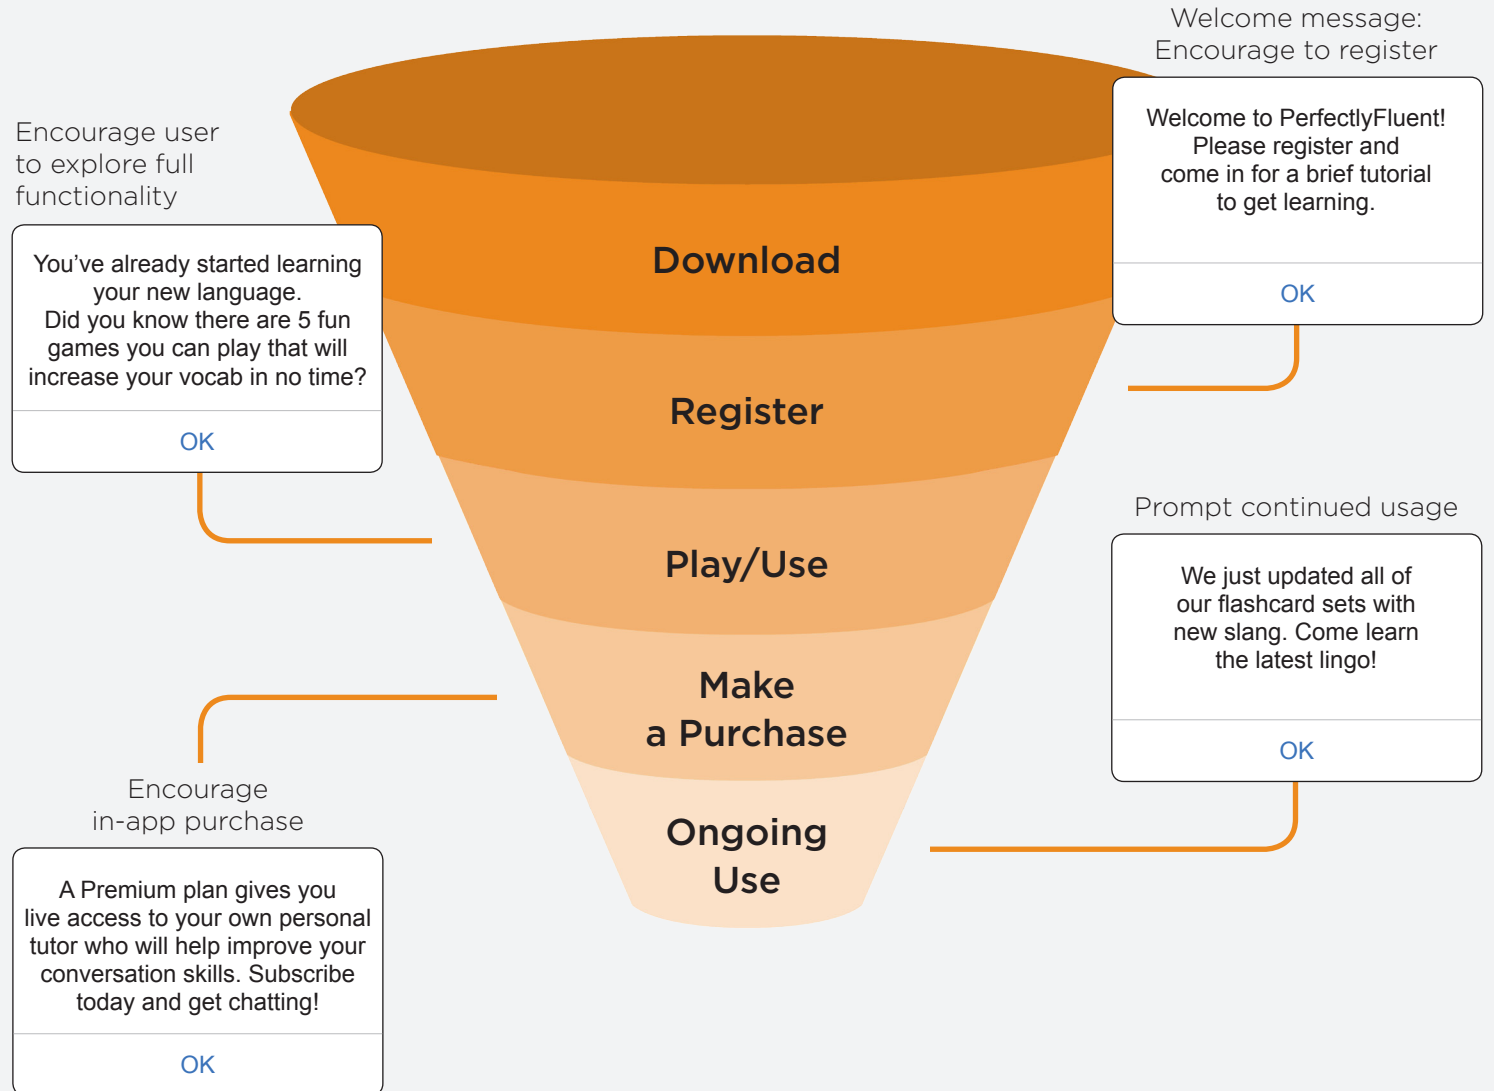 Welcome message:
Encourage to register
Welcome to PerfectlyFluent!
Please register and
come in for a brief tutorial
to get learning.
OK
Encourage user
to explore full
functionality
You’ve already started learning
your new language.
Did you know there are 5 fun
games you can play that will
increase your vocab in no time?
OK
Download
Register
Play/Use
Make
a Purchase
Ongoing
Use
Prompt continued usage
We just updated all of
our flashcard sets with
new slang. Come learn
the latest lingo!
OK
Encourage
in-app purchase
A Premium plan gives you
live access to your own personal
tutor who will help improve your
conversation skills. Subscribe
today and get chatting!
OK